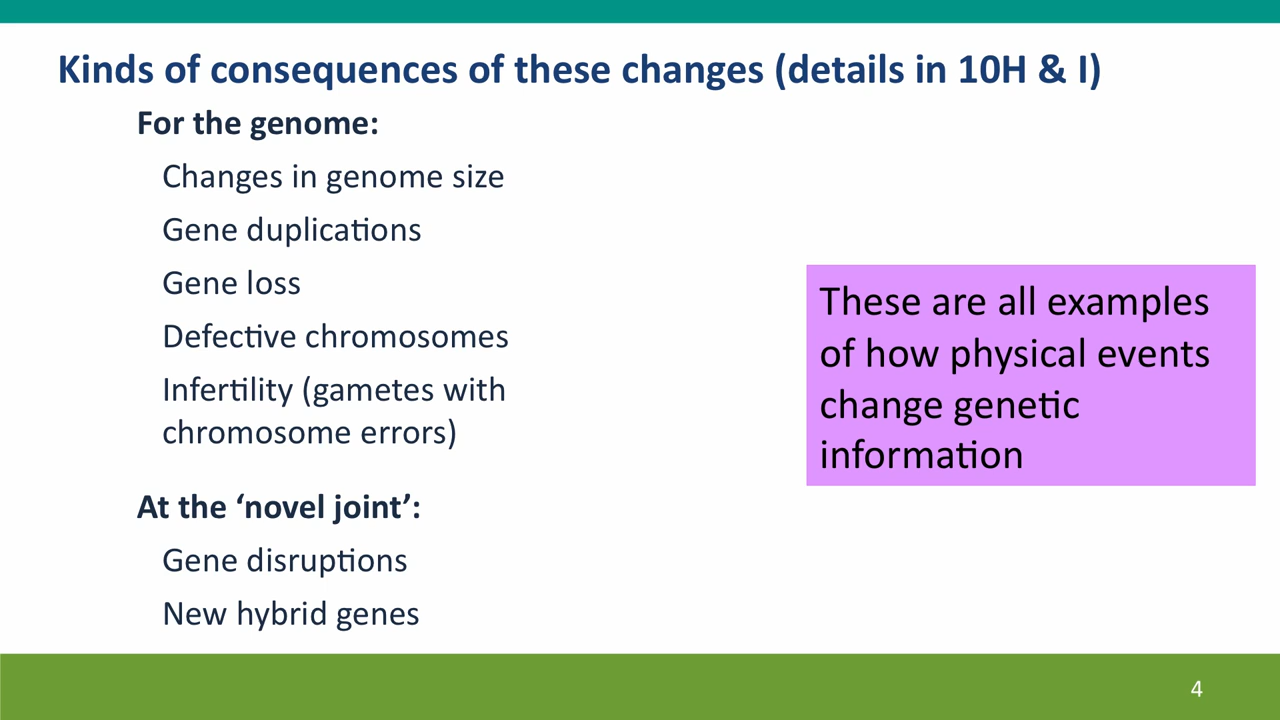 Kinds of consequences of these changes (details in 10H & I)
For the genome:
Changes in genome size
Gene duplications
Gene loss
Defective chromosomes
Infertility (gametes with
chromosome errors)
At the ‘novel joint’:
Gene disruptions
New hybrid genes
These are all examples
of how physical events
change genetic
information
4